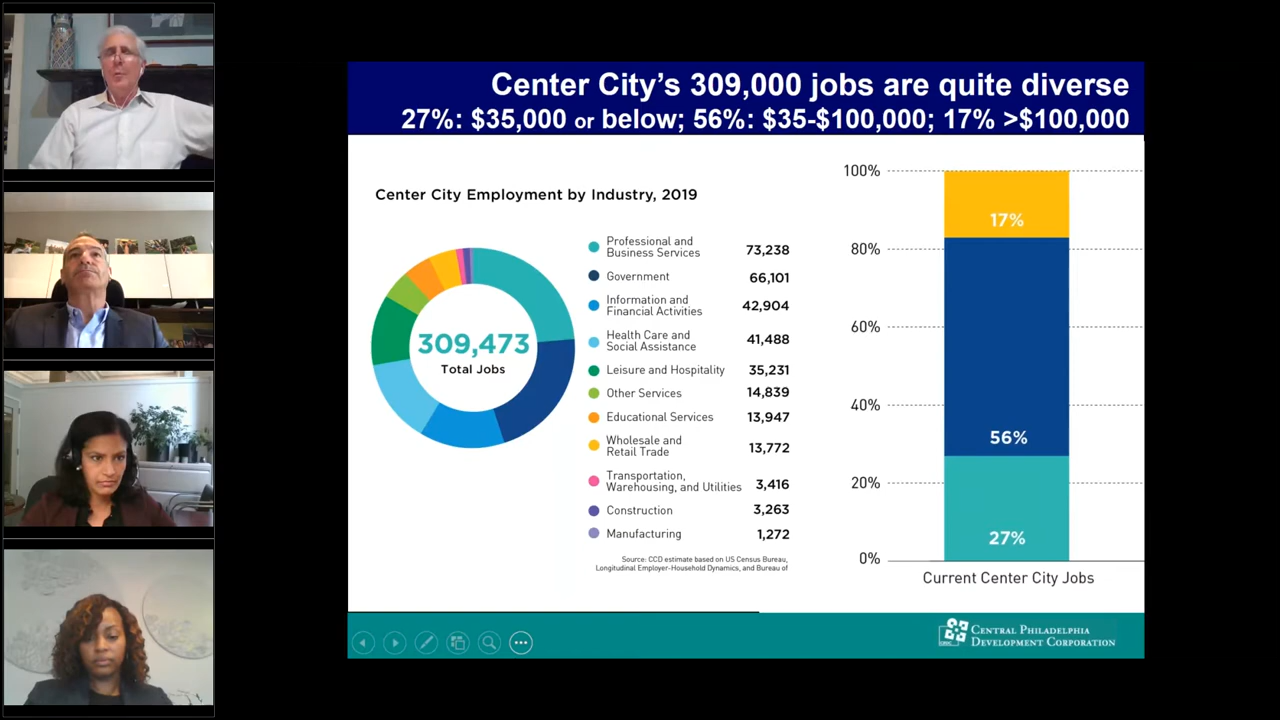 Center City's 309,000 jobs are quite diverse
27%: $35,000 or below; 56%: $35-$100,000; 17% >$100,000
Center City Employment by Industry, 2019
309,473
Total Jobs
Professional and
Business Services 73,238
Government 66,101
Information and
Financial Activities 42,904
Health Care and
Social Assistance 41,488
Leisure and Hospitality 35,231
Other Services 14,839
Educational Services 13,947
Wholesale and
Retail Trade 13,772
Transportation,
Warehousing, and Utilities 3,416
Construction 3,263
Manufacturing 1,272
Source: CCD estimate based on US Census Bureau,
Longitudinal Employer-Household Dynamics, and Bureau of
100%
80%
60%
40%
20%
0%
17%
56%
27%
Current Center City Jobs
CENTRAL PHILADELPHIA
DEVELOPMENT CORPORATION